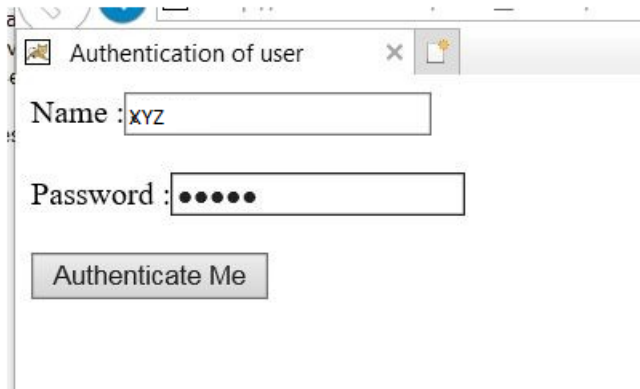 Authentication of user
Name :XYZ
Password :●●●●●
Authenticate Me